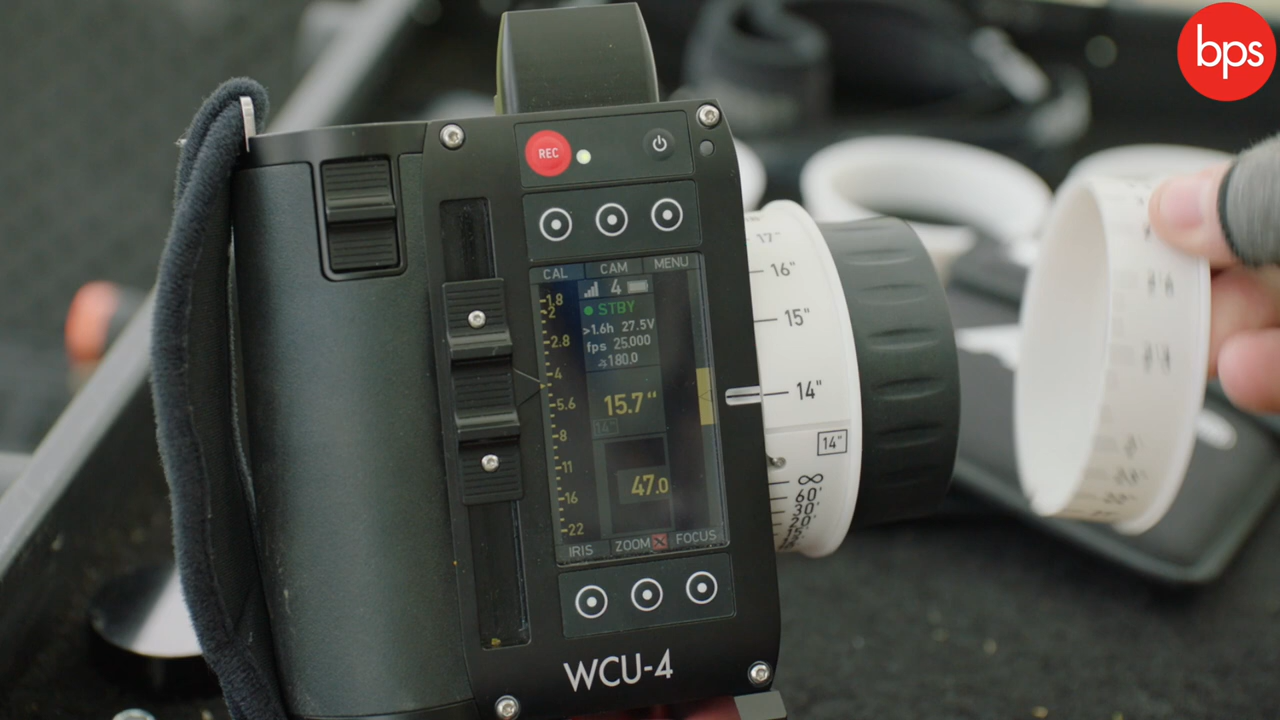 bps
REC
CAL CAM MENU
4
STBY
>1.6h 27.5V
fps 25.000
180.0
1.8
2
2.8
4
5.6
8
11
16
22
15.7"
14"
47.0
IRIS ZOOM X FOCUS
WCU-4
17"
16"
15"
14"
14"
∞
60'
30'
20'